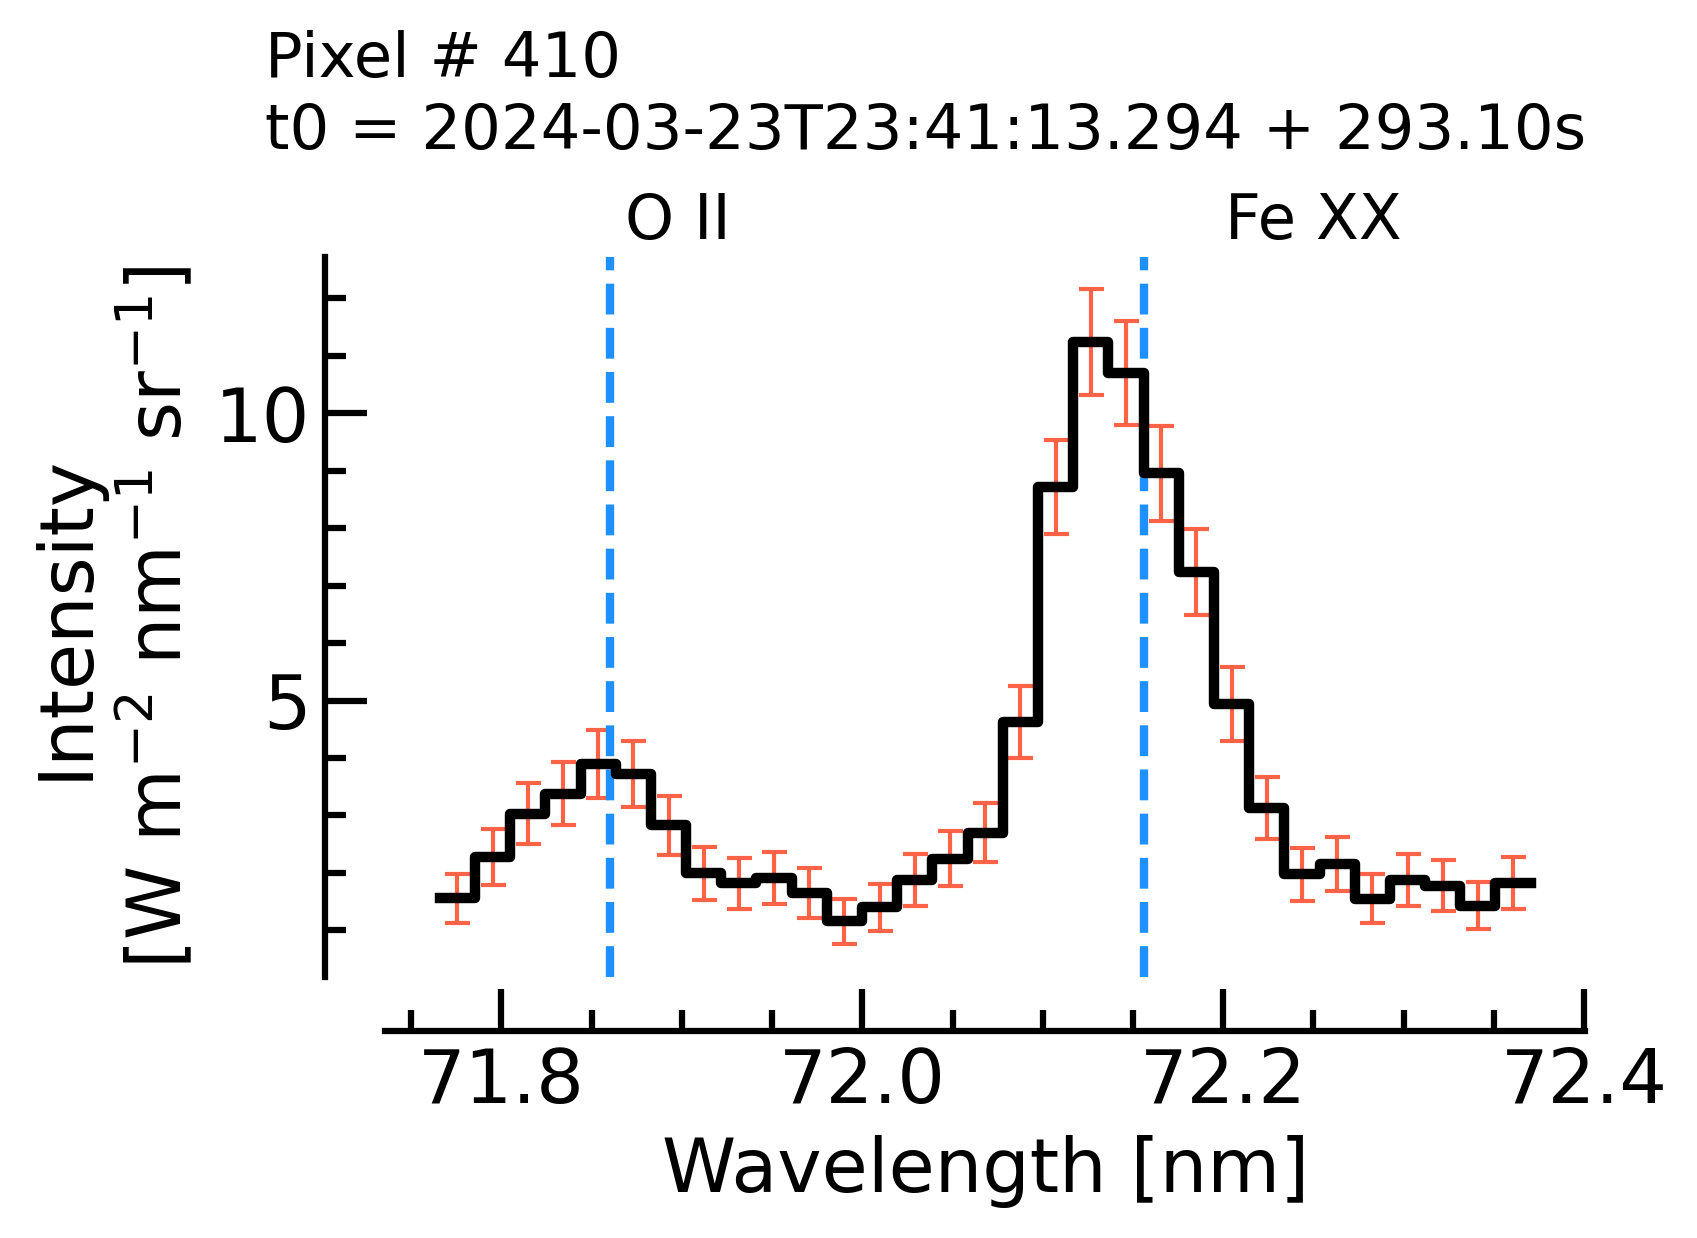 Pixel # 410
t0 = 2024-03-23T23:41:13.294 + 293.10s
O II
Fe XX
Intensity
[W m⁻² nm⁻¹ sr⁻¹]
10
5
71.8
72.0
72.2
72.4
Wavelength [nm]